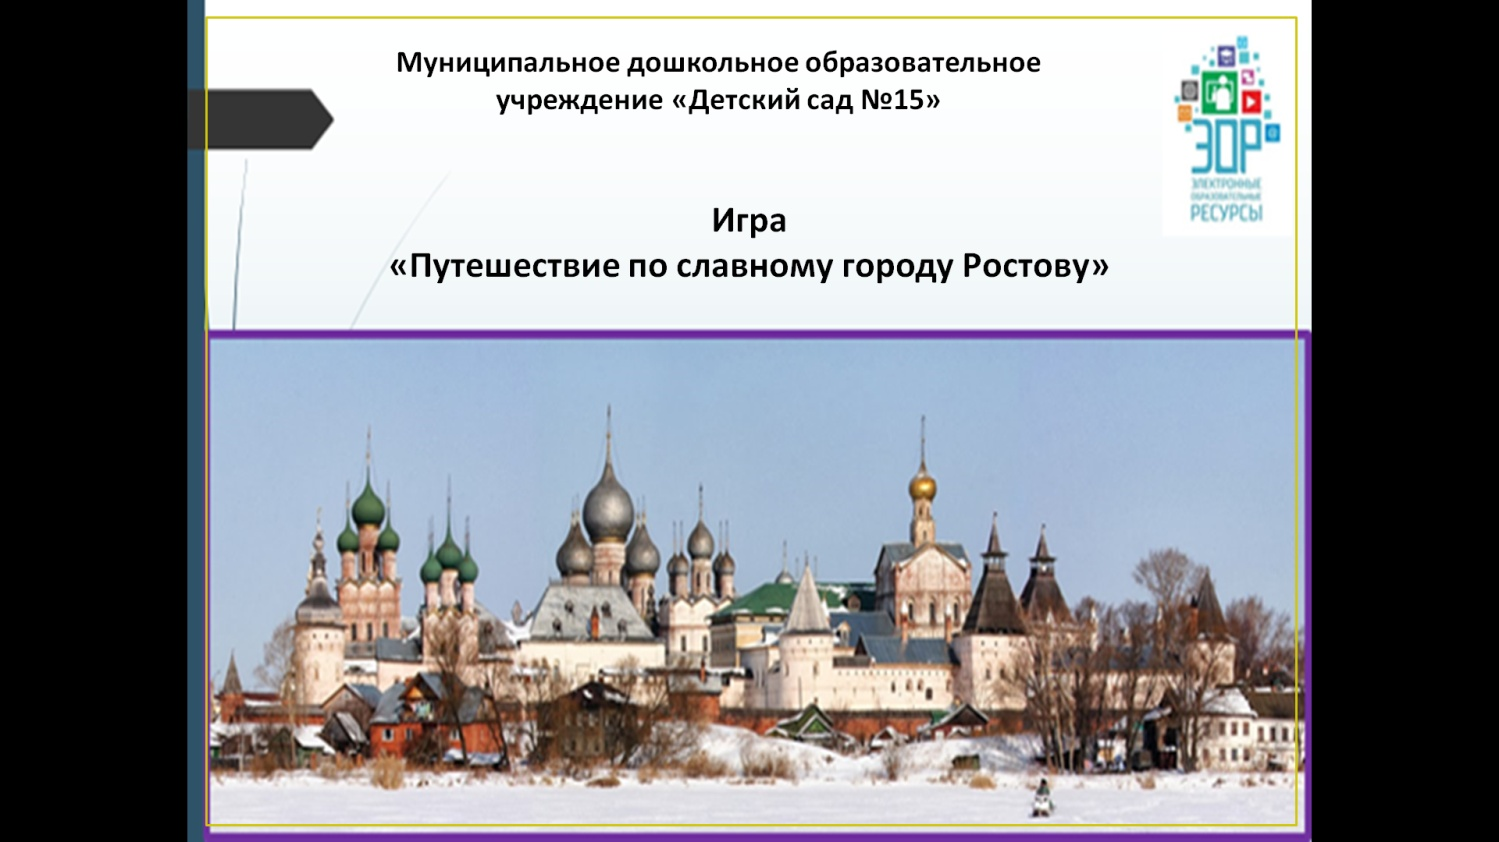 Муниципальное дошкольное образовательное
учреждение «Детский сад №15»
ЭОР
ЭЛЕКТРОННЫЕ
ОБРАЗОВАТЕЛЬНЫЕ
РЕСУРСЫ
Игра
«Путешествие по славному городу Ростову»